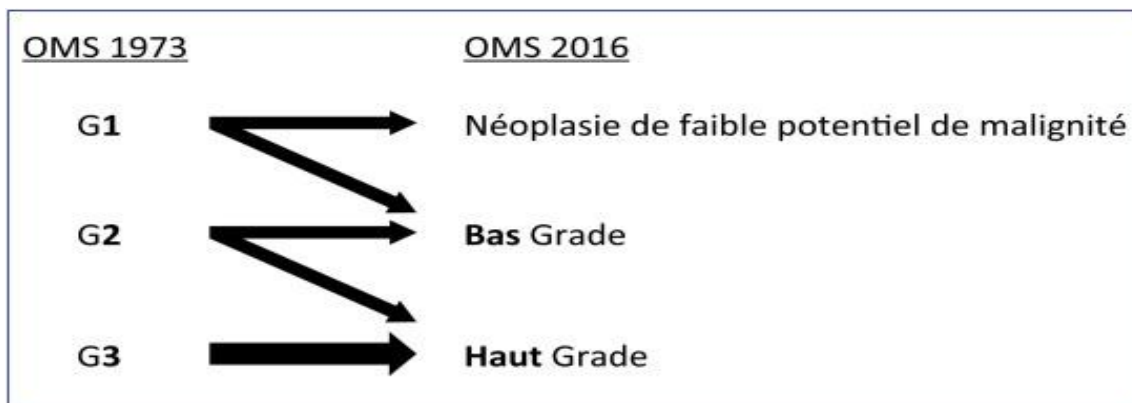 OMS 1973 OMS 2016
G1 Néoplasie de faible potentiel de malignité
G2 Bas Grade
G3 Haut Grade